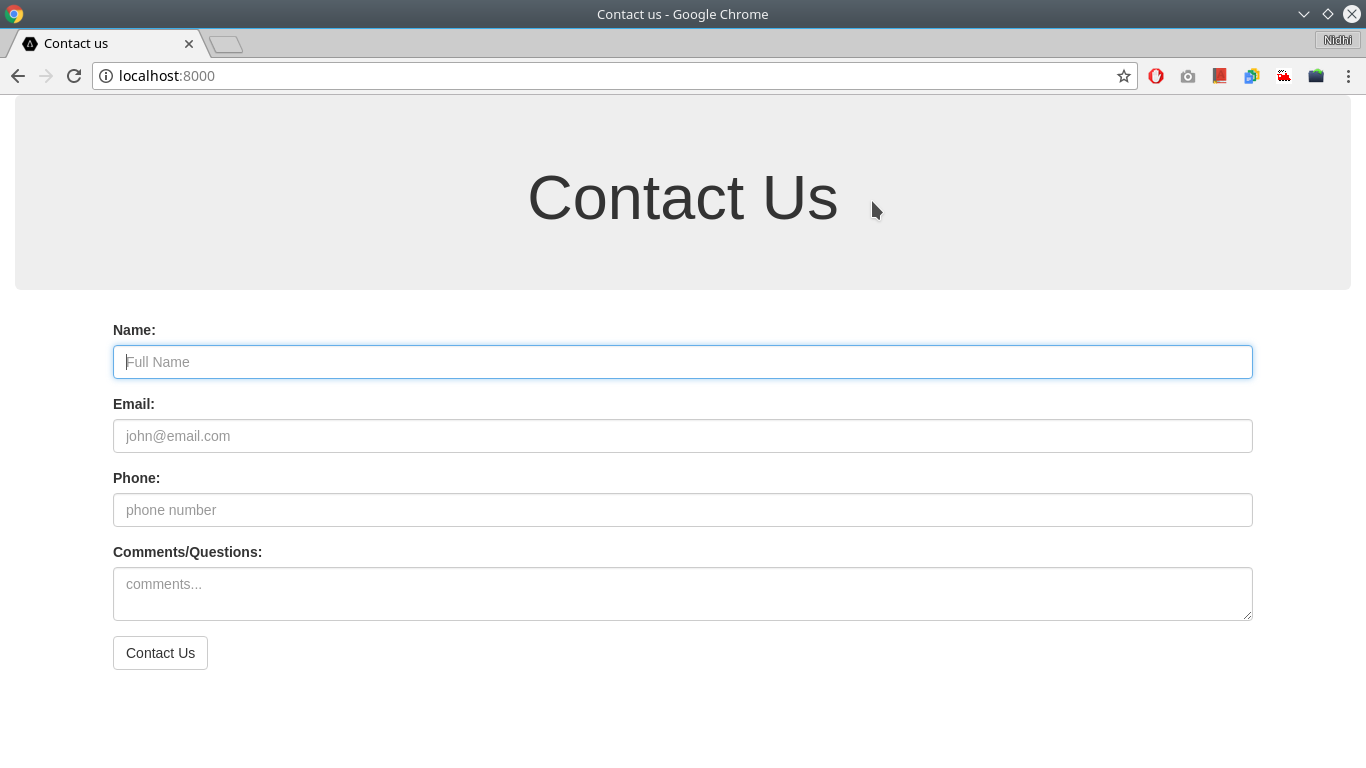 Contact us - Google Chrome
Contact us
Nidhi
localhost:8000
Contact Us
Name:
Full Name
Email:
john@email.com
Phone:
phone number
Comments/Questions:
comments...
Contact Us